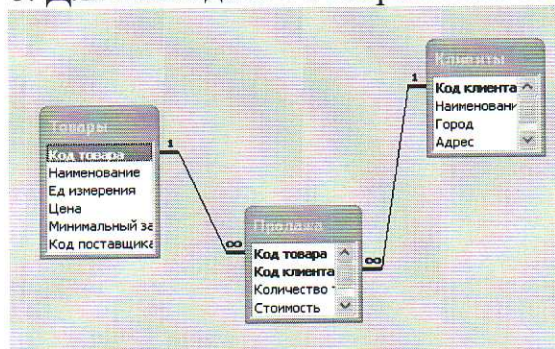 Клиенты
1
Код клиента
Наименовани
Город
Адрес
Товары
1
Код товара
Наименование
Ед измерения
Цена
Минимальный за
Код поставщика
Продажа
∞
Код товара
Код клиента
∞
Количество т
Стоимость